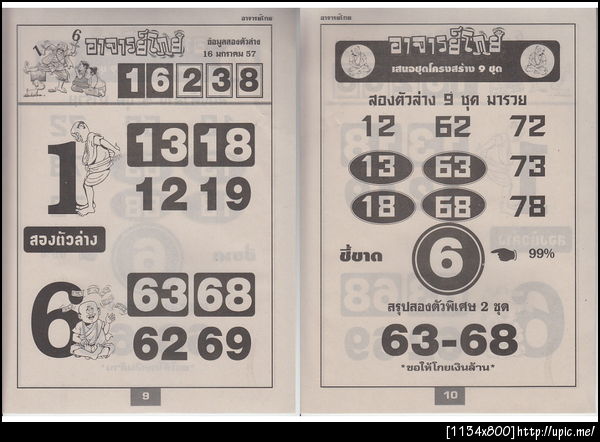 อาจารย์โกย
1 6 อาจารย์โกย
ข้อมูลสองตัวล่าง
16 มกราคม 57
1 6 2 3 8
1 13 18
12 19
สองตัวล่าง
6 63 68
62 69
9
อาจารย์โกย
อาจารย์โกย
เสนอชุดโครงสร้าง 9 ชุด
สองตัวล่าง 9 ชุด มารวย
12 62 72
13 63 73
18 68 78
ชี้ขาด 6 99%
สรุปสองตัวพิเศษ 2 ชุด
63-68
*ขอให้โกยเงินล้าน*
10
[1134x800]http://upic.me/